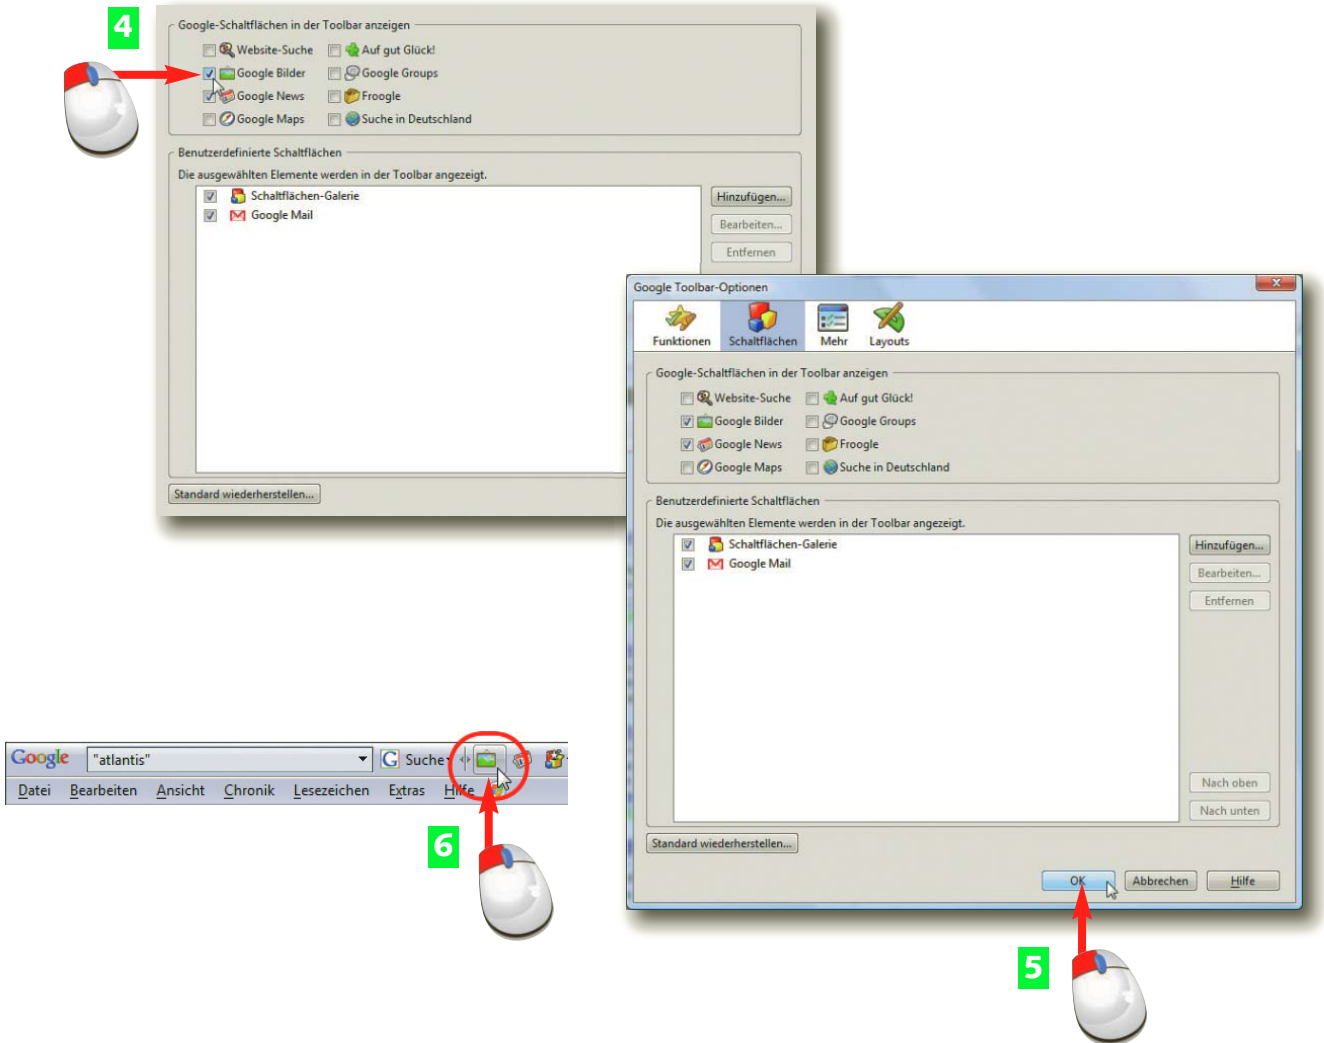 4
Google-Schaltflächen in der Toolbar anzeigen
Website-Suche Auf gut Glück!
Google Bilder Google Groups
Google News Froogle
Google Maps Suche in Deutschland
Benutzerdefinierte Schaltflächen
Die ausgewählten Elemente werden in der Toolbar angezeigt.
Schaltflächen-Galerie
Google Mail
Hinzufügen...
Bearbeiten...
Entfernen
Standard wiederherstellen...
Google Toolbar-Optionen
Funktionen Schaltflächen Mehr Layouts
Google-Schaltflächen in der Toolbar anzeigen
Website-Suche Auf gut Glück!
Google Bilder Google Groups
Google News Froogle
Google Maps Suche in Deutschland
Benutzerdefinierte Schaltflächen
Die ausgewählten Elemente werden in der Toolbar angezeigt.
Schaltflächen-Galerie
Google Mail
Hinzufügen...
Bearbeiten...
Entfernen
Nach oben
Nach unten
Standard wiederherstellen...
OK Abbrechen Hilfe
5
Google "atlantis" G Suche
Datei Bearbeiten Ansicht Chronik Lesezeichen Extras Hilfe
6